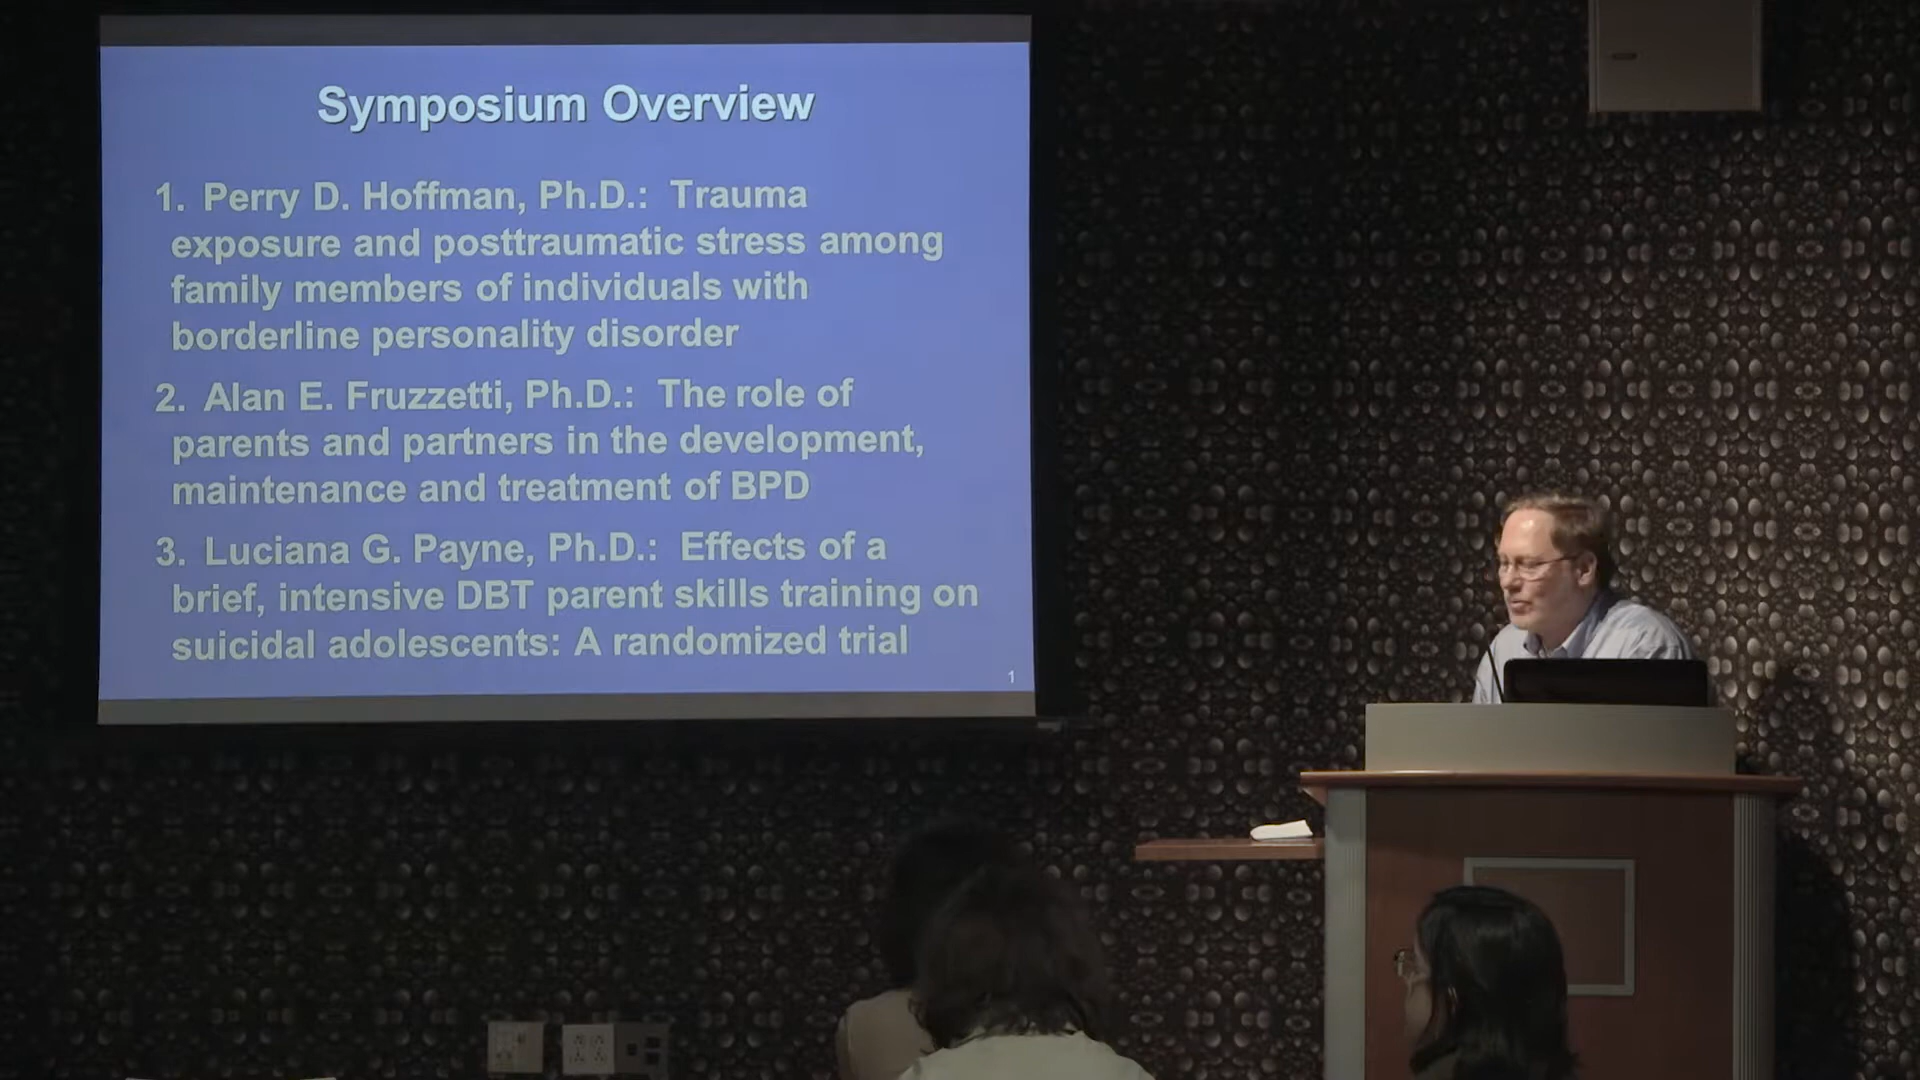 Symposium Overview
1. Perry D. Hoffman, Ph.D.: Trauma
exposure and posttraumatic stress among
family members of individuals with
borderline personality disorder
2. Alan E. Fruzzetti, Ph.D.: The role of
parents and partners in the development,
maintenance and treatment of BPD
3. Luciana G. Payne, Ph.D.: Effects of a
brief, intensive DBT parent skills training on
suicidal adolescents: A randomized trial
1